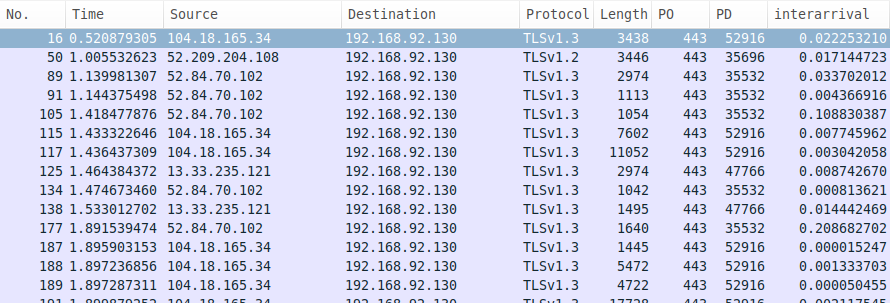 No. Time Source Destination Protocol Length PO PD interarrival
16 0.520879305 104.18.165.34 192.168.92.130 TLSv1.3 3438 443 52916 0.022253210
50 1.005532623 52.209.204.108 192.168.92.130 TLSv1.2 3446 443 35696 0.017144723
89 1.139981307 52.84.70.102 192.168.92.130 TLSv1.3 2974 443 35532 0.033702012
91 1.144375498 52.84.70.102 192.168.92.130 TLSv1.3 1113 443 35532 0.004366916
105 1.418477876 52.84.70.102 192.168.92.130 TLSv1.3 1054 443 35532 0.108830387
115 1.433322646 104.18.165.34 192.168.92.130 TLSv1.3 7602 443 52916 0.007745962
117 1.436437309 104.18.165.34 192.168.92.130 TLSv1.3 11052 443 52916 0.003042058
125 1.464384372 13.33.235.121 192.168.92.130 TLSv1.3 2974 443 47766 0.008742670
134 1.474673460 52.84.70.102 192.168.92.130 TLSv1.3 1042 443 35532 0.000813621
138 1.533012702 13.33.235.121 192.168.92.130 TLSv1.3 1495 443 47766 0.014442469
177 1.891539474 52.84.70.102 192.168.92.130 TLSv1.3 1640 443 35532 0.208682702
187 1.895903153 104.18.165.34 192.168.92.130 TLSv1.3 1445 443 52916 0.000015247
188 1.897236856 104.18.165.34 192.168.92.130 TLSv1.3 5472 443 52916 0.001333703
189 1.897287311 104.18.165.34 192.168.92.130 TLSv1.3 4722 443 52916 0.000050455